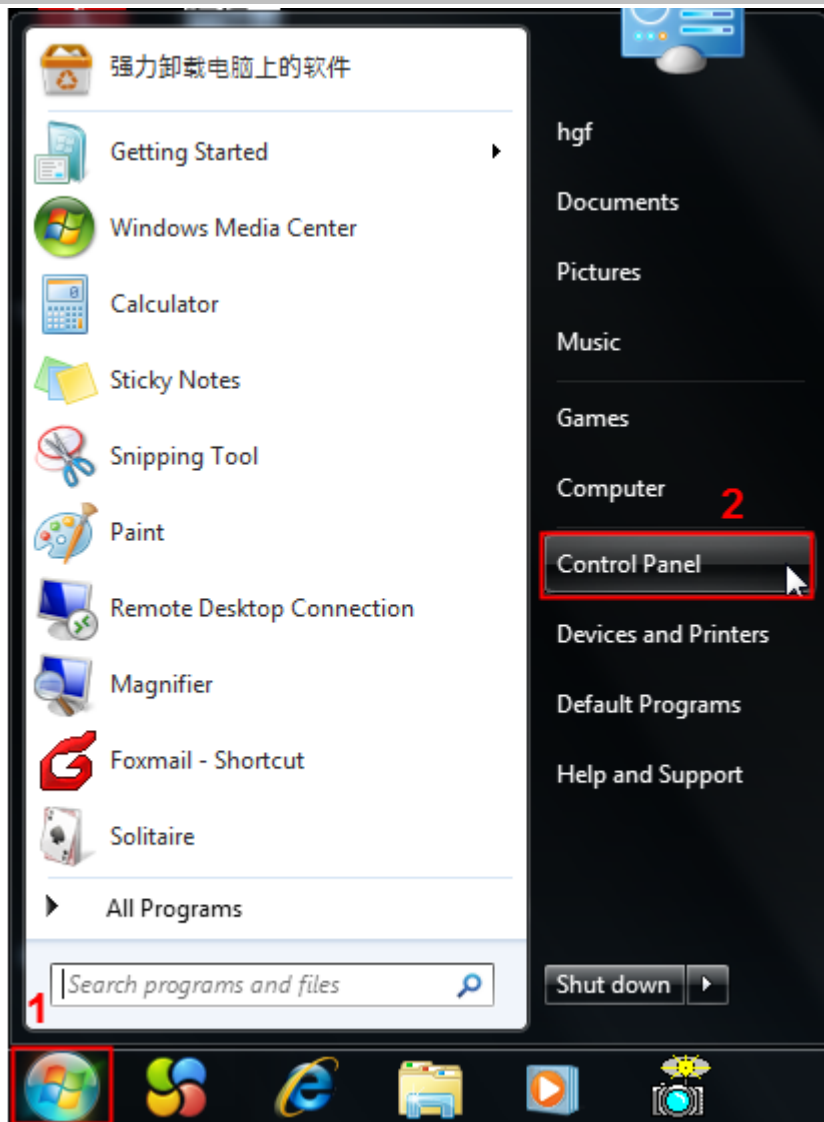 强力卸载电脑上的软件
Getting Started
Windows Media Center
Calculator
Sticky Notes
Snipping Tool
Paint
Remote Desktop Connection
Magnifier
Foxmail - Shortcut
Solitaire
All Programs
Search programs and files
1
hgf
Documents
Pictures
Music
Games
Computer
2
Control Panel
Devices and Printers
Default Programs
Help and Support
Shut down